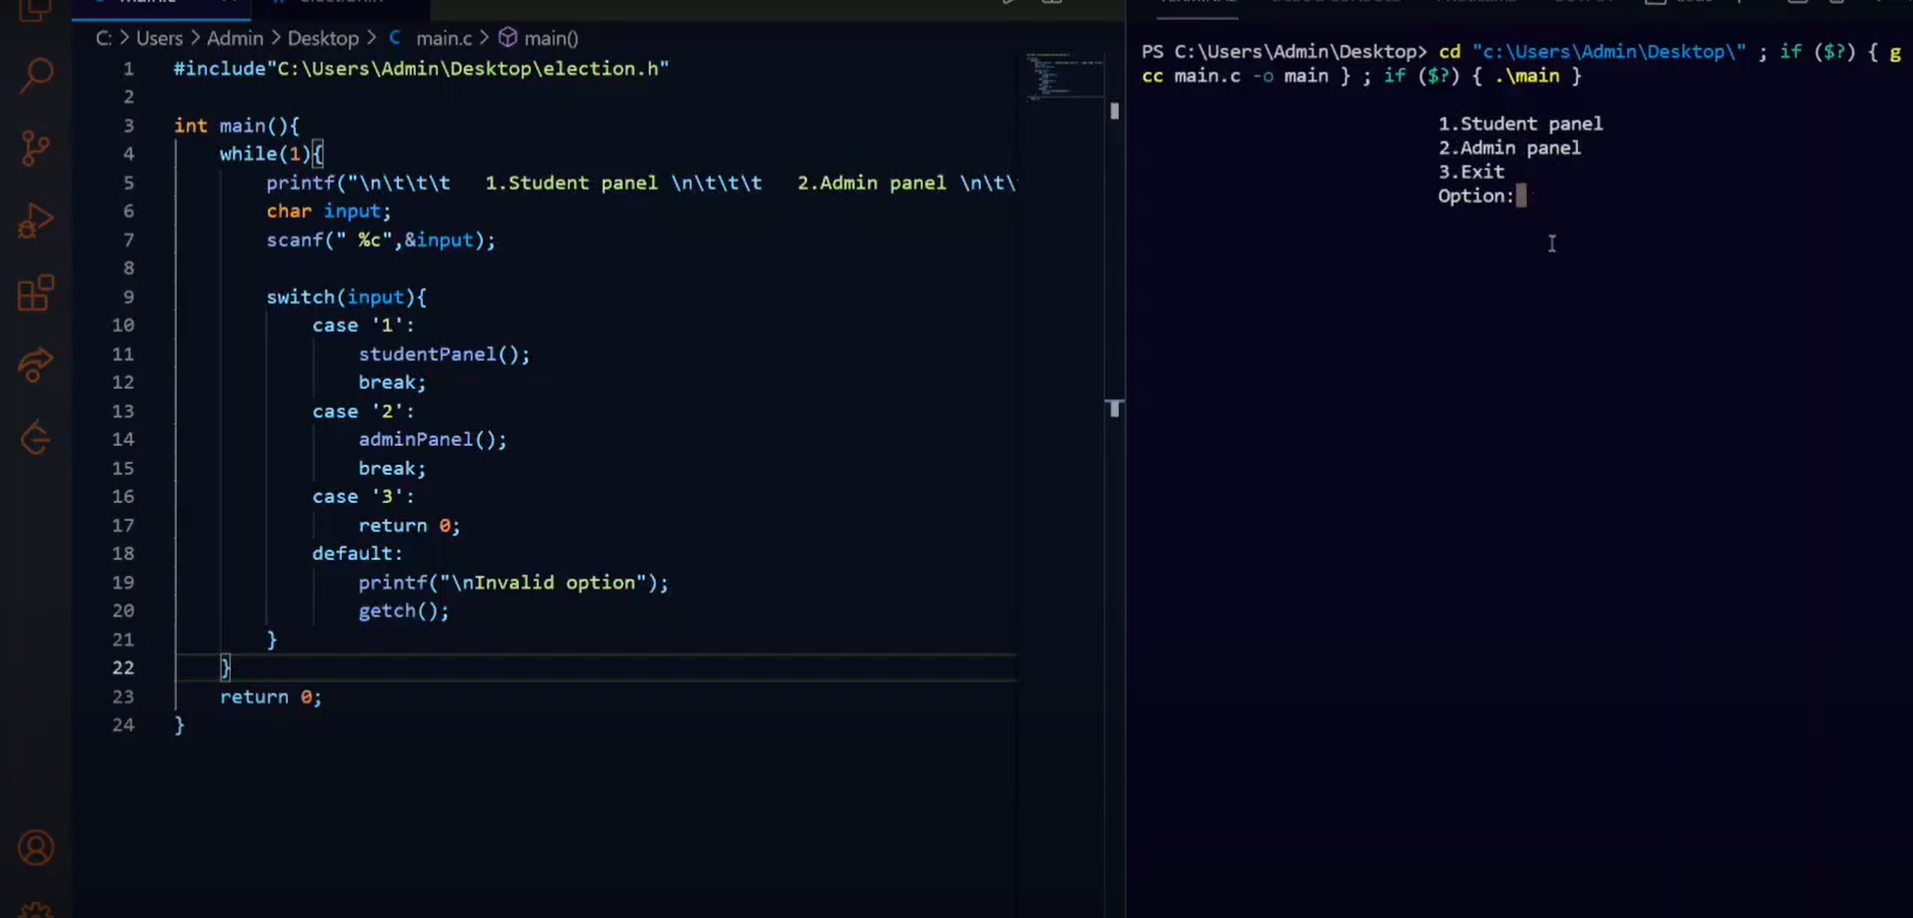 C: > Users > Admin > Desktop > C main.c > main()
1 #include"C:\Users\Admin\Desktop\election.h"
2
3 int main(){
4 while(1){
5 printf("\n\t\t\t 1.Student panel \n\t\t\t 2.Admin panel \n\t\
6 char input;
7 scanf(" %c",&input);
8
9 switch(input){
10 case '1':
11 studentPanel();
12 break;
13 case '2':
14 adminPanel();
15 break;
16 case '3':
17 return 0;
18 default:
19 printf("\nInvalid option");
20 getch();
21 }
22 }
23 return 0;
24 }
PS C:\Users\Admin\Desktop> cd "c:\Users\Admin\Desktop\" ; if ($?) { g
cc main.c -o main } ; if ($?) { .\main }
1.Student panel
2.Admin panel
3.Exit
Option: